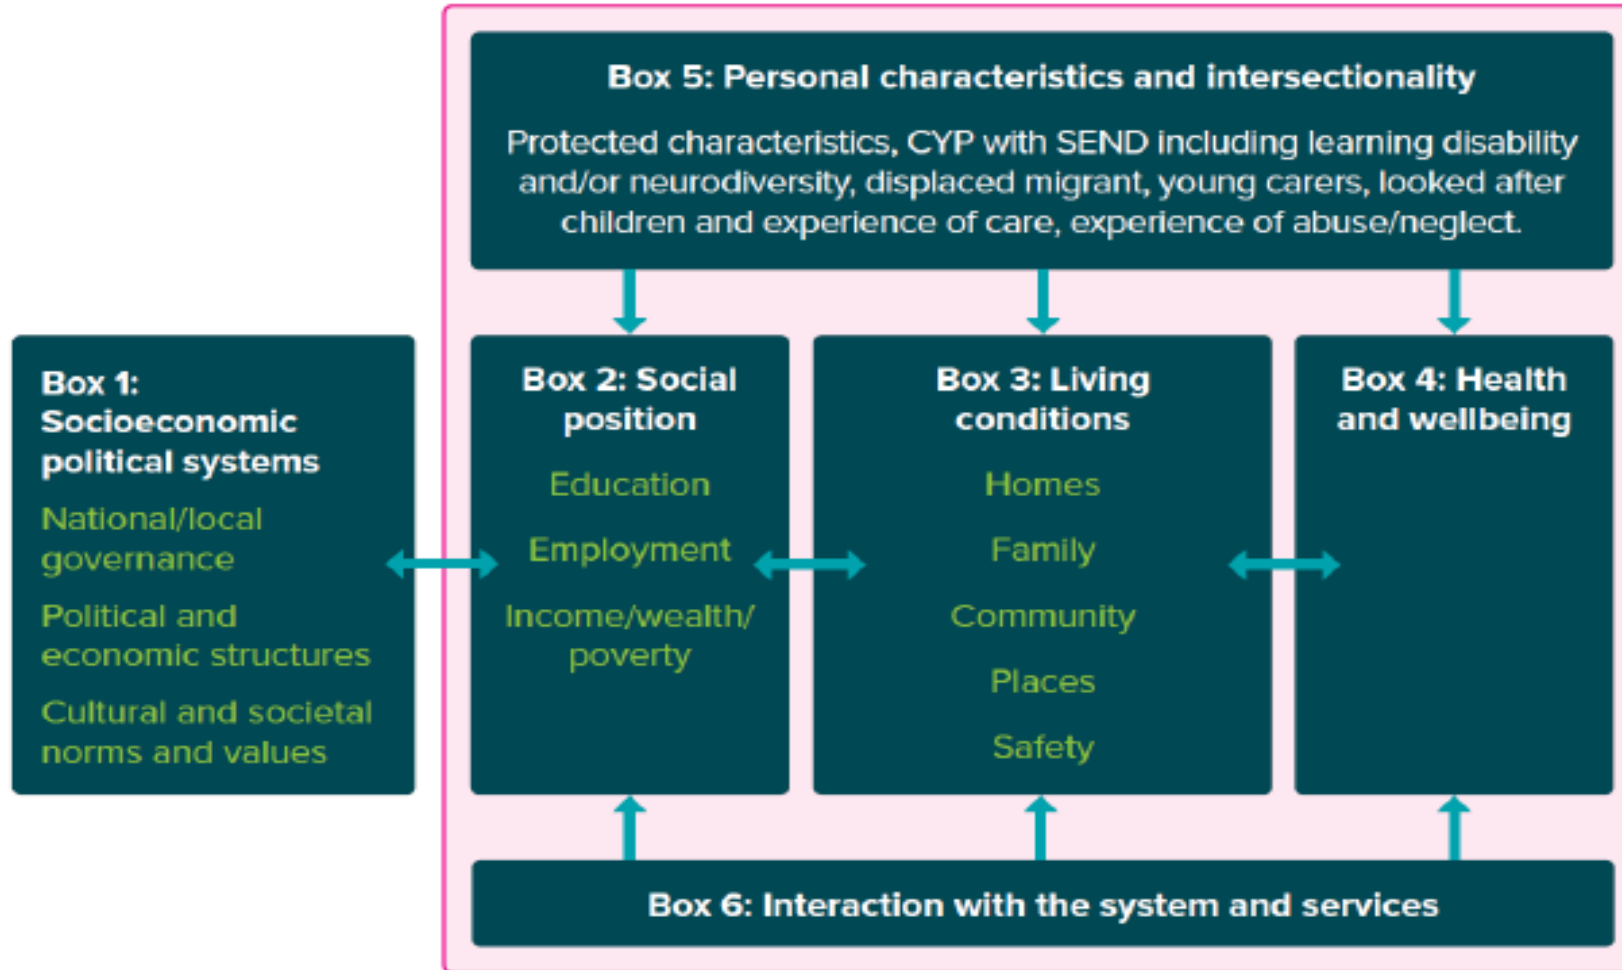 Box 5: Personal characteristics and intersectionality
Protected characteristics, CYP with SEND including learning disability
and/or neurodiversity, displaced migrant, young carers, looked after
children and experience of care, experience of abuse/neglect.
Box 1:
Socioeconomic
political systems
National/local
governance
Political and
economic structures
Cultural and societal
norms and values
Box 2: Social
position
Education
Employment
Income/wealth/
poverty
Box 3: Living
conditions
Homes
Family
Community
Places
Safety
Box 4: Health
and wellbeing
Box 6: Interaction with the system and services